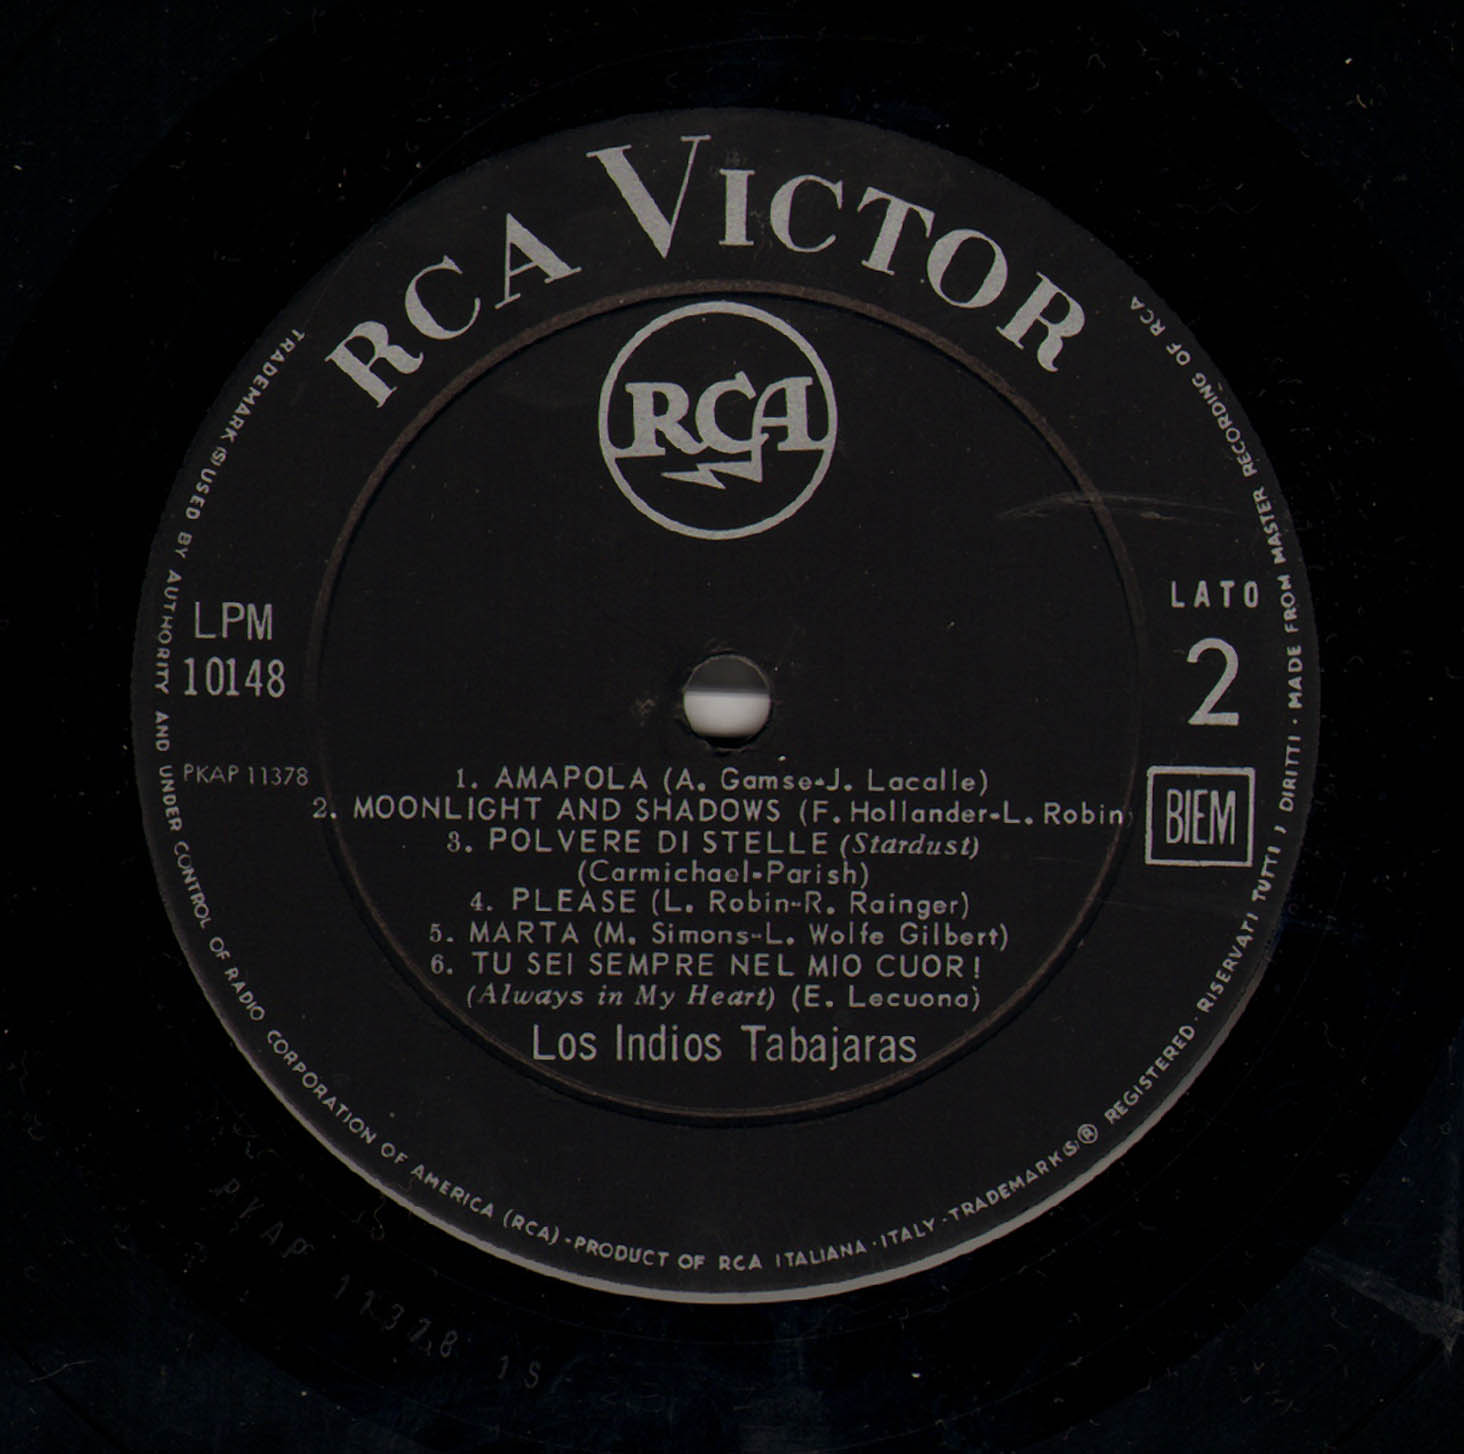 RCA VICTOR
RCA
LPM
10148
PKAP 11378
LATO
2
BIEM
1. AMAPOLA (A. Gamse-J. Lacalle)
2. MOONLIGHT AND SHADOWS (F. Hollander-L. Robin)
3. POLVERE DI STELLE (Stardust)
(Carmichael-Parish)
4. PLEASE (L. Robin-R. Rainger)
5. MARTA (M. Simons-L. Wolfe Gilbert)
6. TU SEI SEMPRE NEL MIO CUOR!
(Always in My Heart) (E. Lecuona)
Los Indios Tabajaras
TRADEMARK(S) USED BY AUTHORITY AND UNDER CONTROL OF RADIO CORPORATION OF AMERICA (RCA)-PRODUCT OF RCA ITALIANA · ITALY-TRADEMARK(S) ® REGISTERED · RISERVATI TUTTI I DIRITTI · MADE FROM MASTER RECORDING OF RCA
PKAP 11378 1S